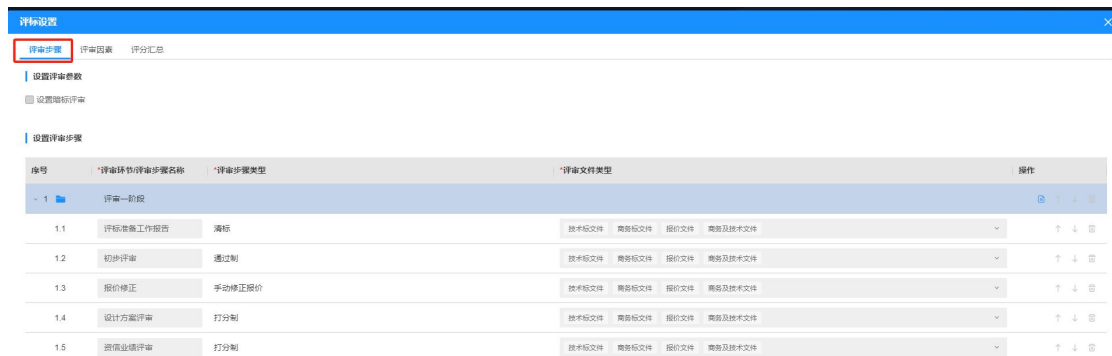 评标设置
评审步骤 评审因素 评分汇总
设置评审参数
设置暗标评审
设置评审步骤
序号 *评审环节/评审步骤名称 *评审步骤类型 *评审文件类型 操作
1 评审一阶段
1.1 评标准备工作报告 清标 技术标文件 商务标文件 报价文件 商务及技术文件
1.2 初步评审 通过制 技术标文件 商务标文件 报价文件 商务及技术文件
1.3 报价修正 手动修正报价 技术标文件 商务标文件 报价文件 商务及技术文件
1.4 设计方案评审 打分制 技术标文件 商务标文件 报价文件 商务及技术文件
1.5 资信业绩评审 打分制 技术标文件 商务标文件 报价文件 商务及技术文件